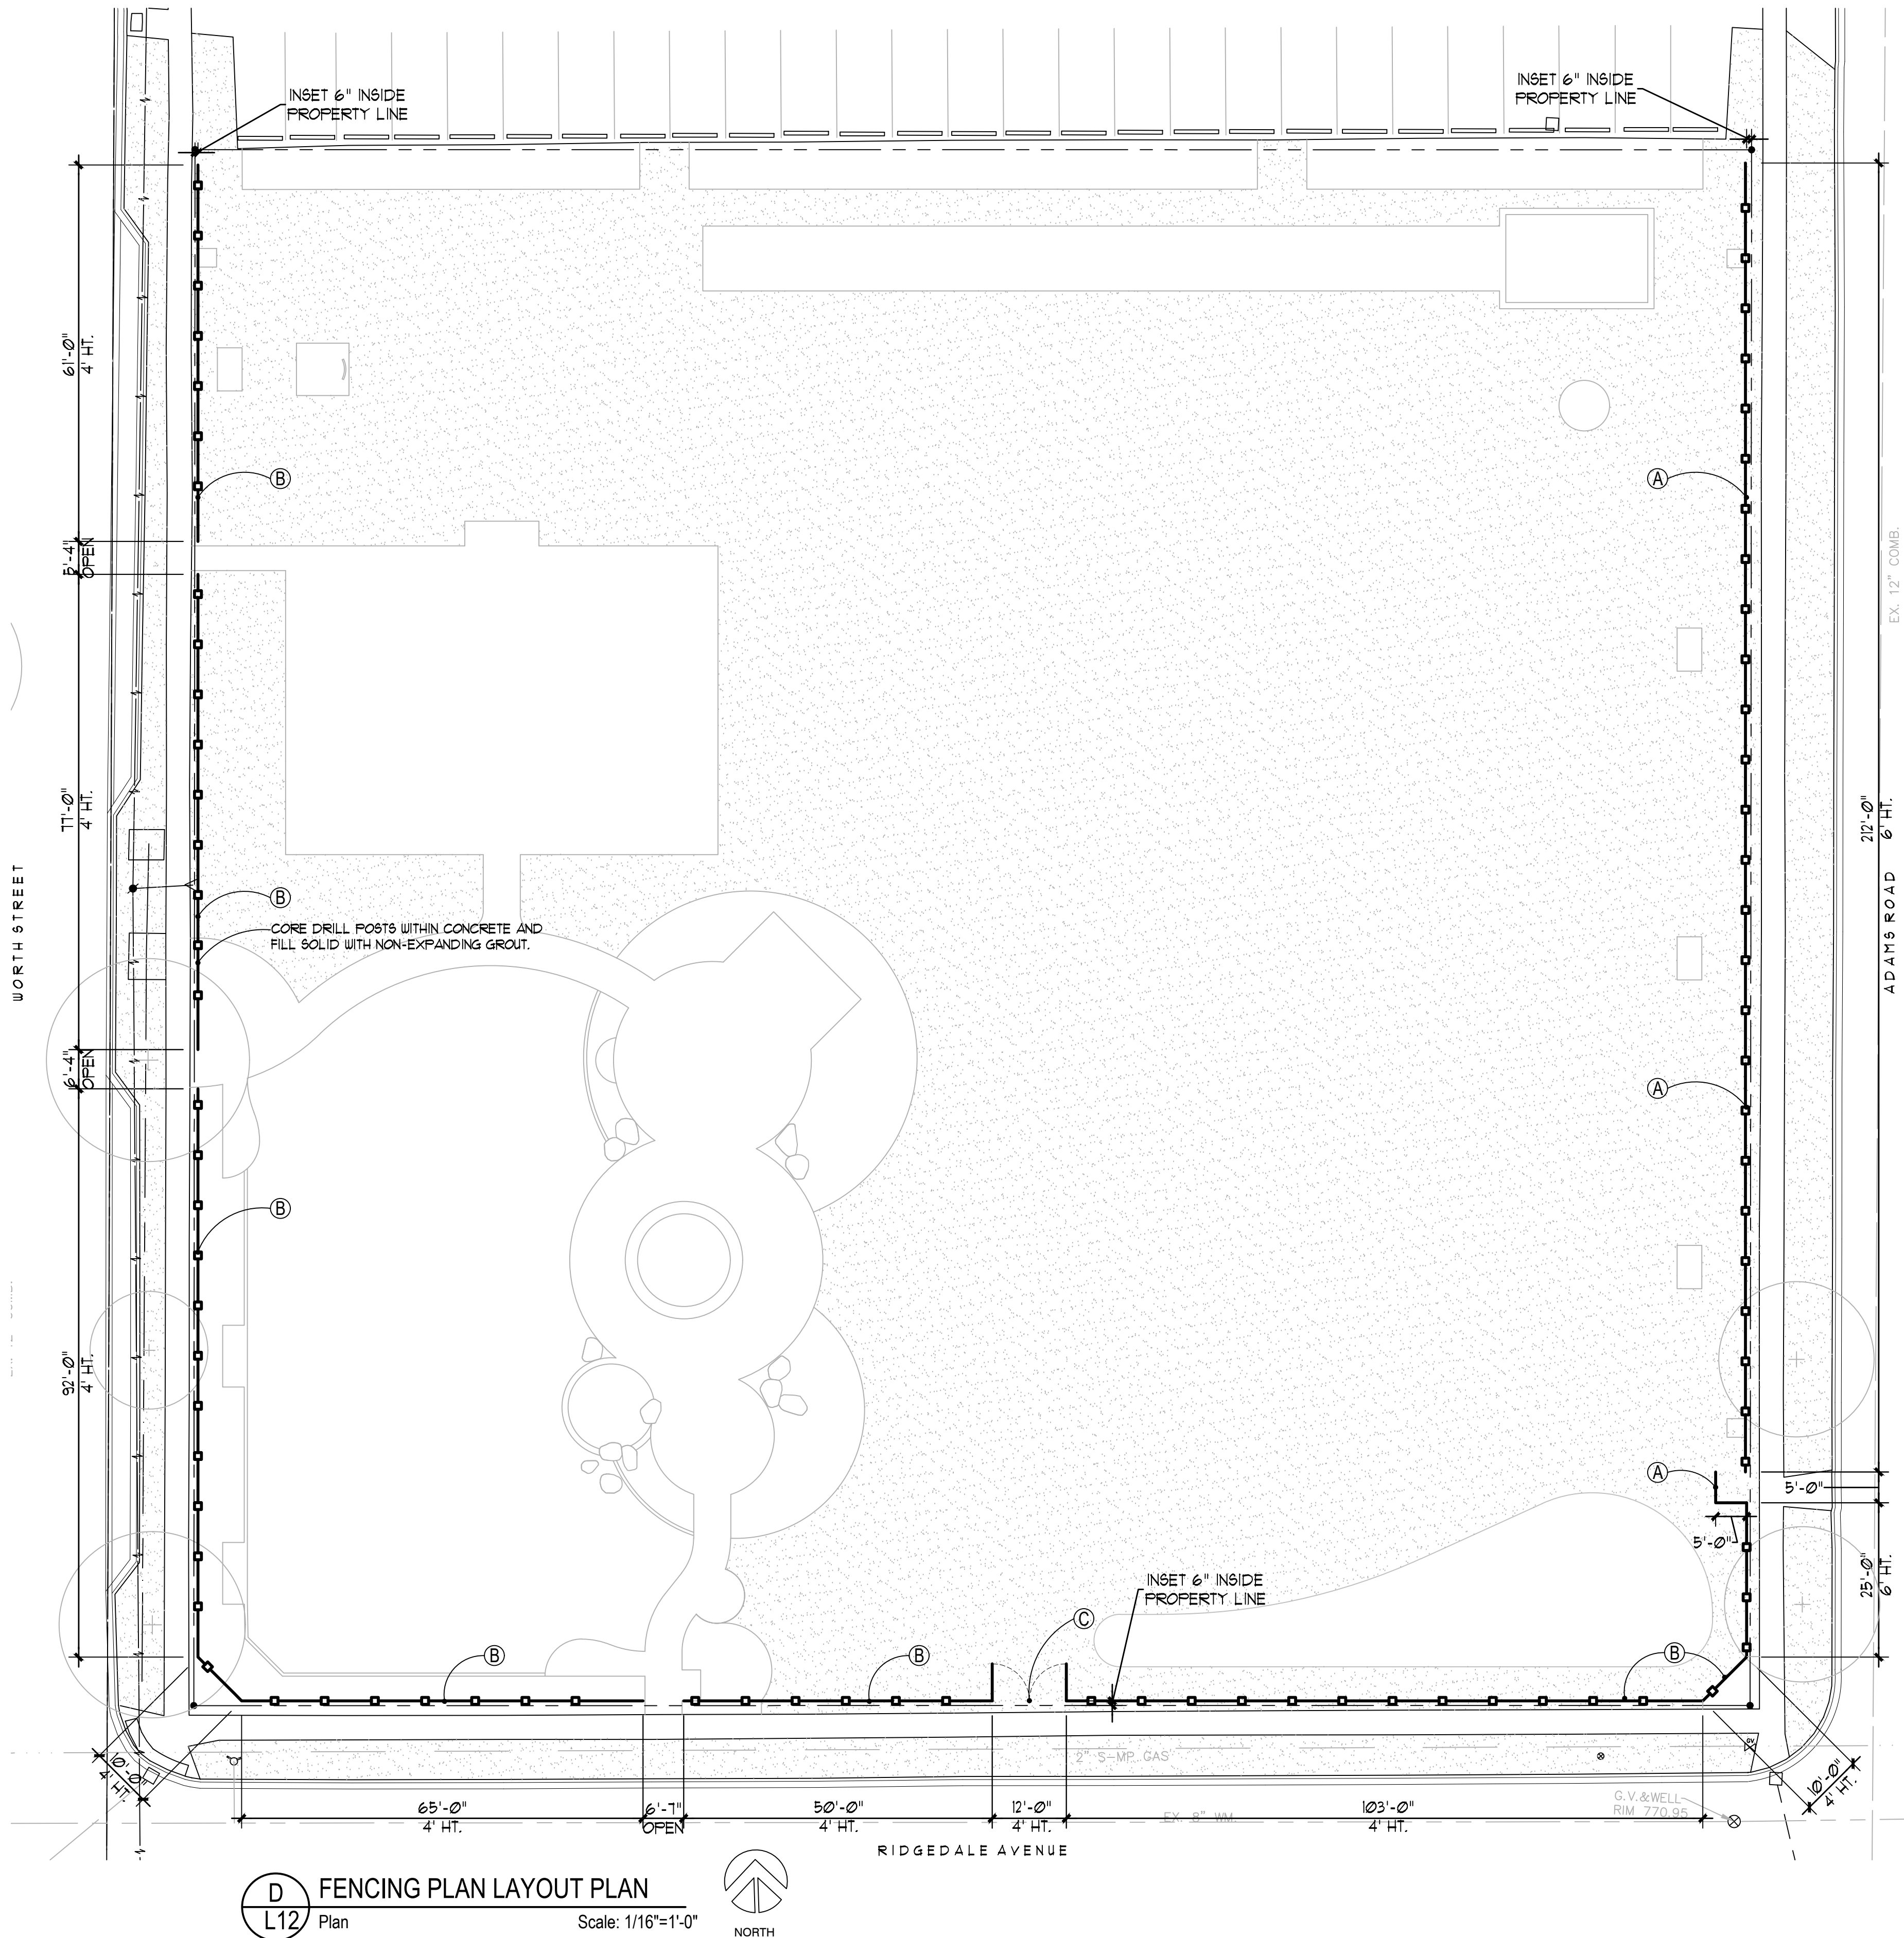 INSET 6" INSIDE
PROPERTY LINE
INSET 6" INSIDE
PROPERTY LINE
61'-0"
4' HT.
B
A
5'-4"
OPEN
EX. 12" COMB.
77'-0"
4' HT.
212'-0"
6' HT.
WORTH STREET
ADAMS ROAD
B
CORE DRILL POSTS WITHIN CONCRETE AND
FILL SOLID WITH NON-EXPANDING GROUT.
6'-4"
OPEN
A
B
92'-0"
4' HT.
A
5'-0"
5'-0"
25'-0"
6' HT.
INSET 6" INSIDE
PROPERTY LINE
C
B
B
B
GV
2" S-MP. GAS
10'-0"
4' HT.
10'-0"
4' HT.
G.V.&WELL
RIM 770.95
65'-0"
4' HT.
6'-7"
OPEN
50'-0"
4' HT.
12'-0"
4' HT.
EX. 8" WM.
103'-0"
4' HT.
RIDGEDALE AVENUE
D
L12
FENCING PLAN LAYOUT PLAN
Plan
Scale: 1/16"=1'-0"
NORTH